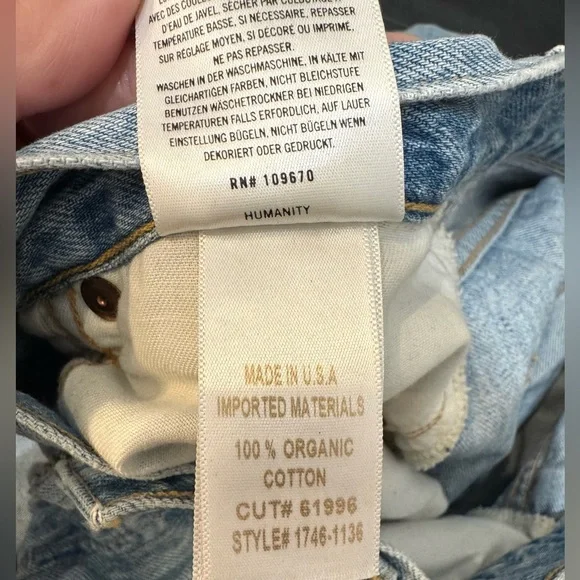 AVEC DES COULEU
D'EAU DE JAVEL, SÉCHER PAR CULBUTAGE À
TEMPÉRATURE BASSE, SI NÉCESSAIRE, REPASSER
SUR RÉGLAGE MOYEN, SI DÉCORÉ OU IMPRIMÉ,
NE PAS REPASSER.
WASCHEN IN DER WASCHMASCHINE, IN KÄLTE MIT
GLEICHARTIGEN FARBEN, NICHT BLEICHSTUFE
BENUTZEN WÄSCHETROCKNER BEI NIEDRIGEN
TEMPERATUREN FALLS ERFORDLICH, AUF LAUER
EINSTELLUNG BÜGELN, NICHT BÜGELN WENN
DEKORIERT ODER GEDRUCKT.
RN# 109670
HUMANITY
MADE IN U.S.A
IMPORTED MATERIALS
100 % ORGANIC
COTTON
CUT# 61996
STYLE# 1746-1136